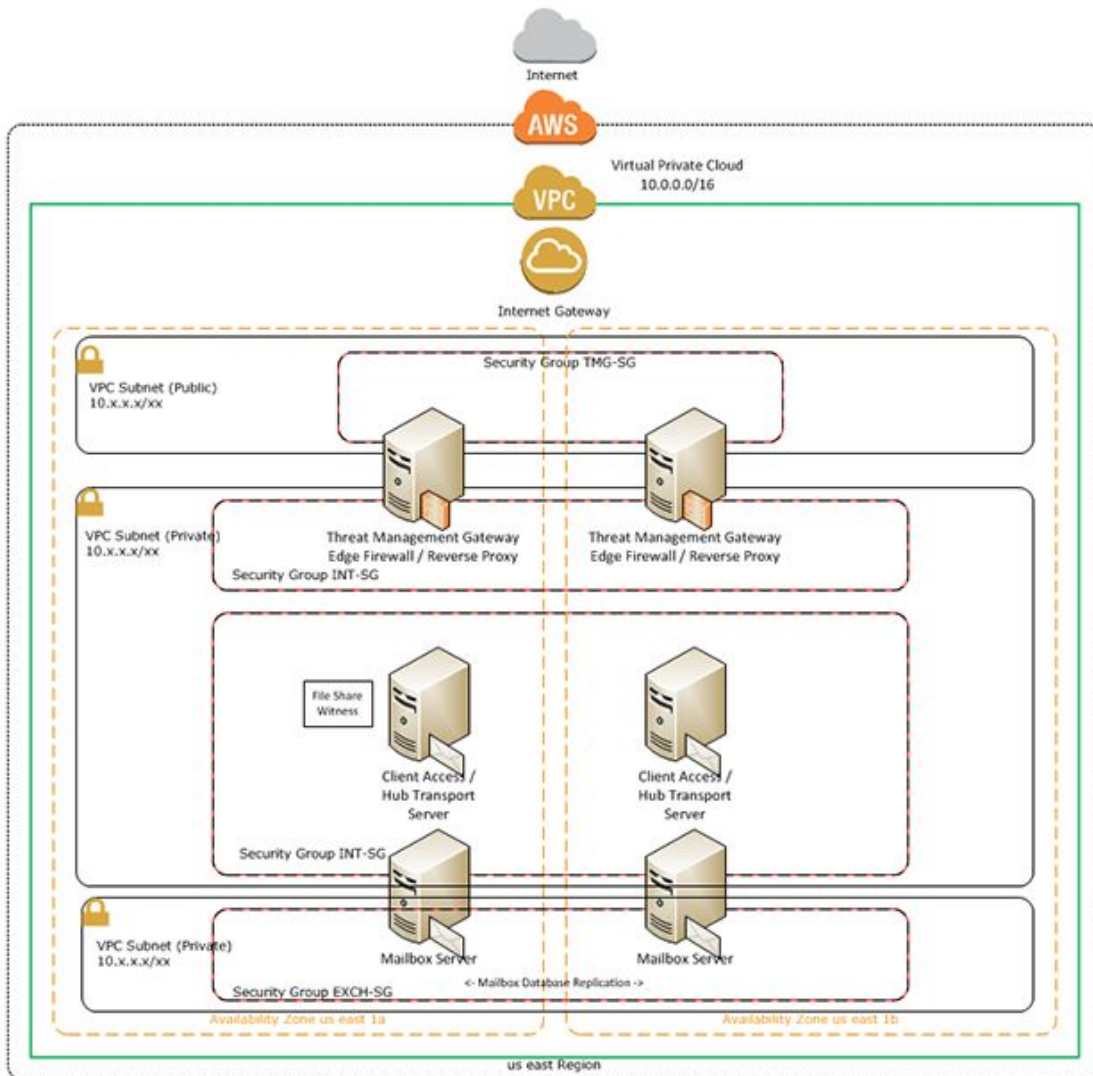 Internet
AWS
Virtual Private Cloud
10.0.0.0/16
VPC
Internet Gateway
Security Group TMG-SG
VPC Subnet (Public)
10.x.x.x/xx
VPC Subnet (Private)
10.x.x.x/xx
Threat Management Gateway
Edge Firewall / Reverse Proxy
Threat Management Gateway
Edge Firewall / Reverse Proxy
Security Group INT-SG
File Share
Witness
Client Access /
Hub Transport
Server
Client Access /
Hub Transport
Server
Security Group INT-SG
VPC Subnet (Private)
10.x.x.x/xx
Mailbox Server
Mailbox Server
<- Mailbox Database Replication ->
Security Group EXCH-SG
Availability Zone us east 1a
Availability Zone us east 1b
us east Region